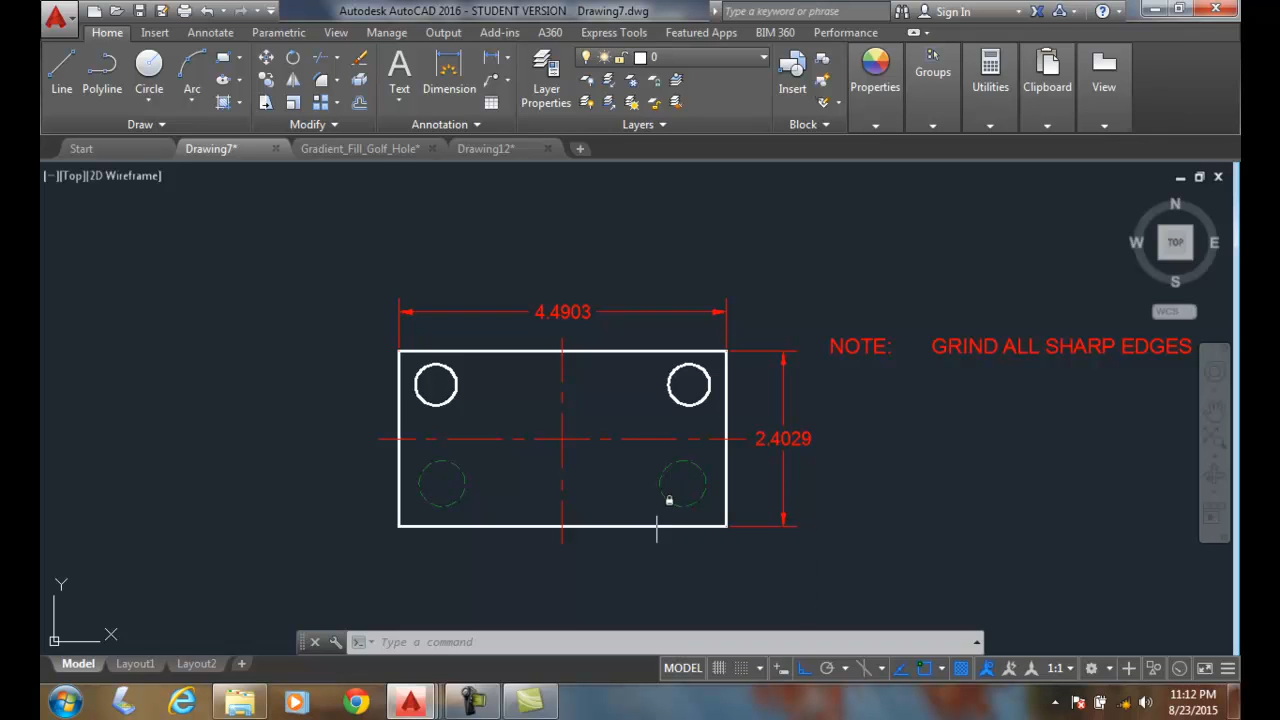 Autodesk AutoCAD 2016 - STUDENT VERSION Drawing7.dwg
Type a keyword or phrase
Sign In
Home Insert Annotate Parametric View Manage Output Add-ins A360 Express Tools Featured Apps BIM 360 Performance
0
Line Polyline Circle Arc Text Dimension Layer Properties Insert Properties Groups Utilities Clipboard View
Draw Modify Annotation Layers Block
Start Drawing7* Gradient_Fill_Golf_Hole* Drawing12*
[−][Top][2D Wireframe]
N
W TOP E
S
WCS
4.4903
NOTE: GRIND ALL SHARP EDGES
2.4029
Y
X
Type a command
Model Layout1 Layout2
MODEL 1:1
11:12 PM
8/23/2015